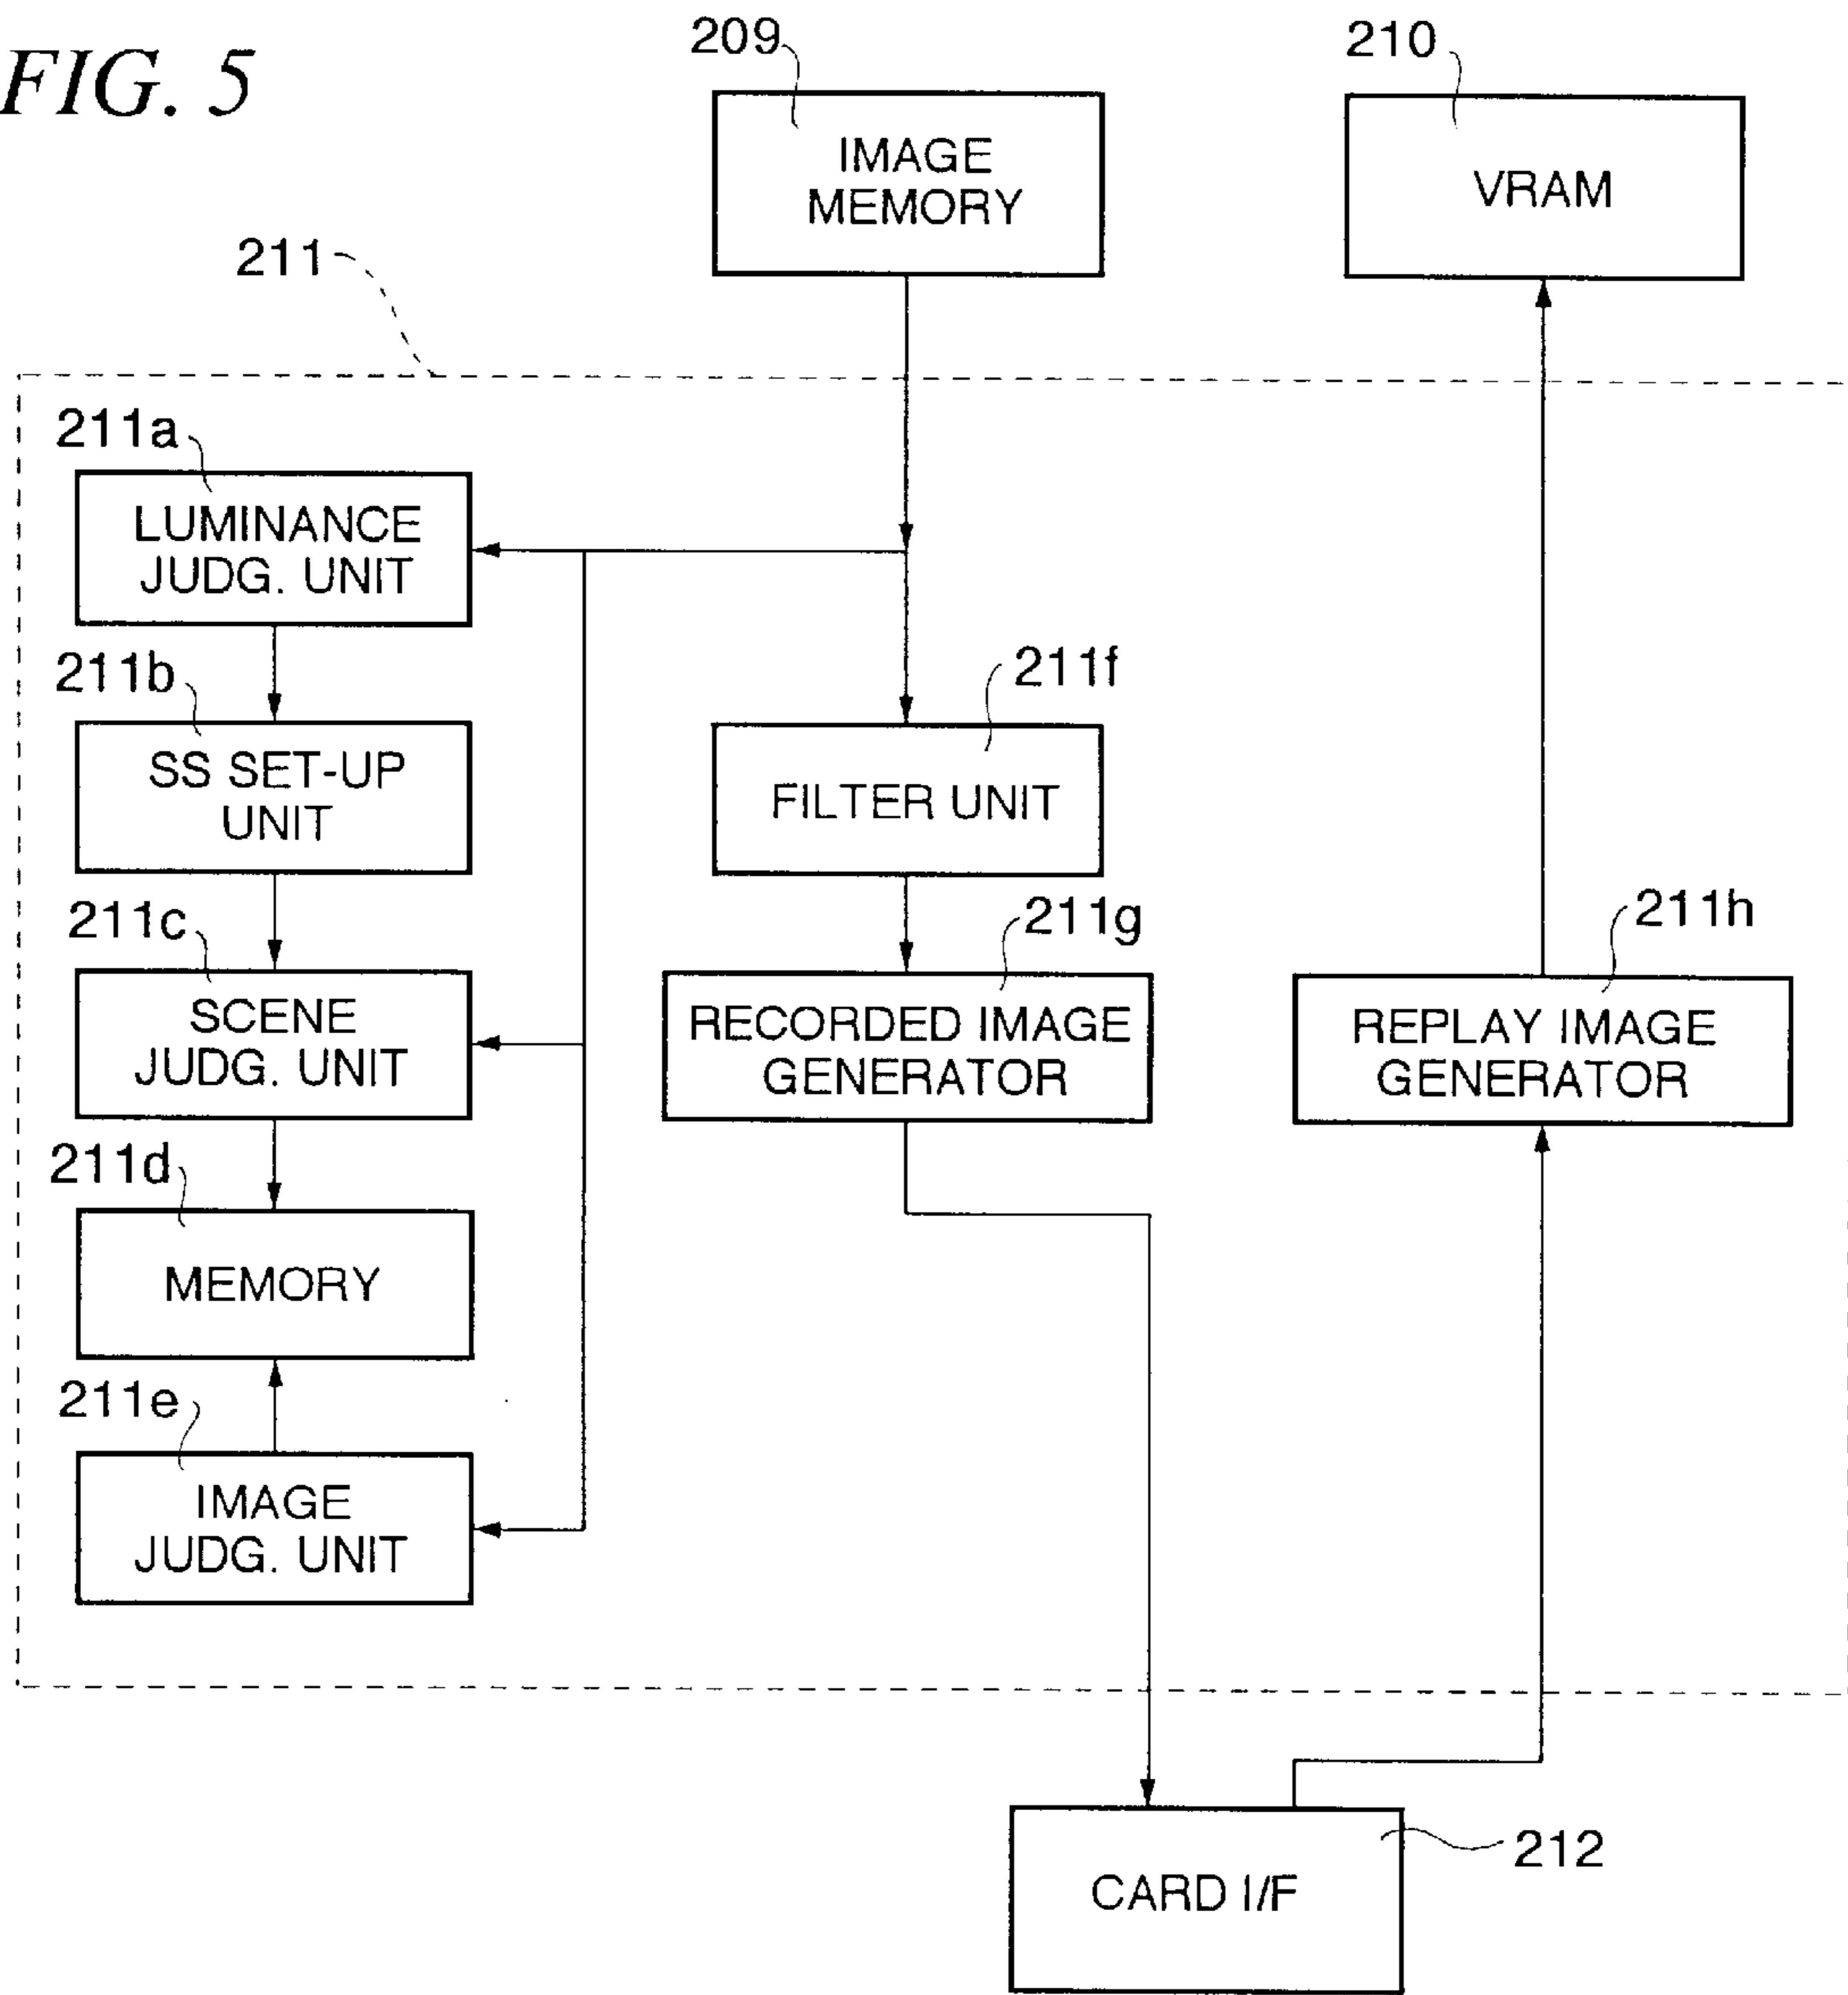 FIG. 5
209
210
IMAGE
MEMORY
VRAM
211
211a
LUMINANCE
JUDG. UNIT
211b
SS SET-UP
UNIT
211f
FILTER UNIT
211c
SCENE
JUDG. UNIT
211g
RECORDED IMAGE
GENERATOR
211h
REPLAY IMAGE
GENERATOR
211d
MEMORY
211e
IMAGE
JUDG. UNIT
212
CARD I/F